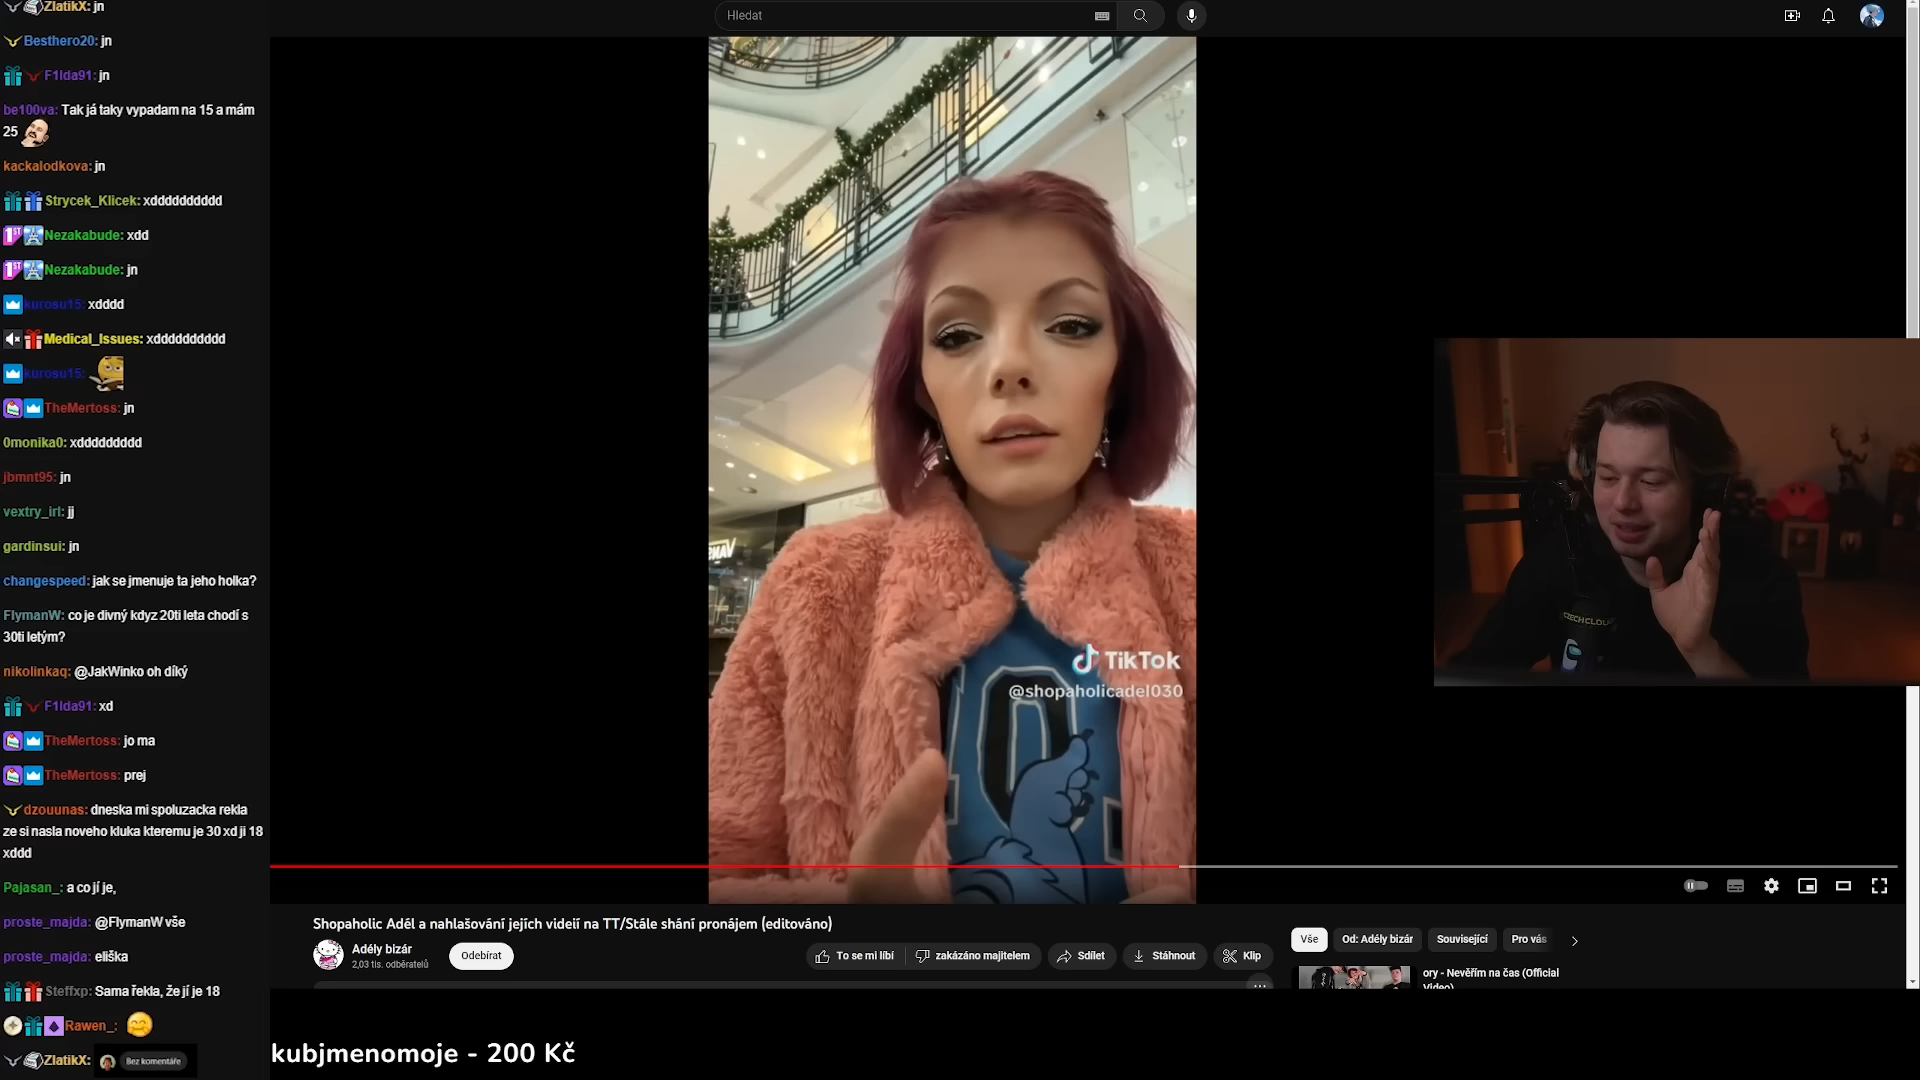 ZlatikX: jn
Besthero20: jn
F1lda91: jn
be100va: Tak já taky vypadam na 15 a mám
25
kackalodkova: jn
Strycek_Klicek: xdddddddddd
Nezakabude: xdd
Nezakabude: jn
kurosu15: xdddd
Medical_Issues: xdddddddddd
kurosu15:
TheMertoss: jn
0monika0: xddddddddd
jbmnt95: jn
vextry_irl: jj
gardinsui: jn
changespeed: jak se jmenuje ta jeho holka?
FlymanW: co je divný kdyz 20ti leta chodí s
30ti letým?
nikolinkaq: @JakWinko oh díký
F1lda91: xd
TheMertoss: jo ma
TheMertoss: prej
dzouunas: dneska mi spoluzacka rekla
ze si nasla noveho kluka kteremu je 30 xd ji 18
xddd
Pajasan_: a co jí je,
proste_majda: @FlymanW vše
proste_majda: eliška
Steffxp: Sama řekla, že jí je 18
Rawen_:
ZlatikX: Bez komentáře
Hledat
VANS
TikTok
@shopaholicadel030
CZECH CLOUD
Shopaholic Adél a nahlašování jejích videií na TT/Stále shání pronájem (editováno)
Adély bizár
2,03 tis. odběratelů
Odebírat
To se mi líbí
zakázáno majitelem
Sdílet
Stáhnout
Klip
Vše
Od: Adély bizár
Související
Pro vás
ory - Nevěřím na čas (Official
Video)
kubjmenomoje - 200 Kč